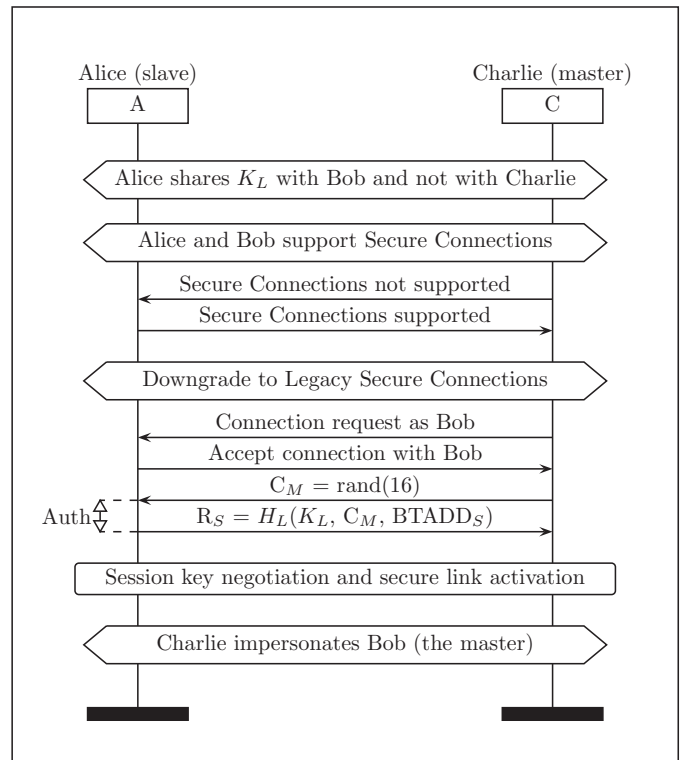 Alice (slave)
Charlie (master)
A
C
Alice shares K_L with Bob and not with Charlie
Alice and Bob support Secure Connections
Secure Connections not supported
Secure Connections supported
Downgrade to Legacy Secure Connections
Connection request as Bob
Accept connection with Bob
C_M = rand(16)
Auth
R_S = H_L(K_L, C_M, BTADD_S)
Session key negotiation and secure link activation
Charlie impersonates Bob (the master)